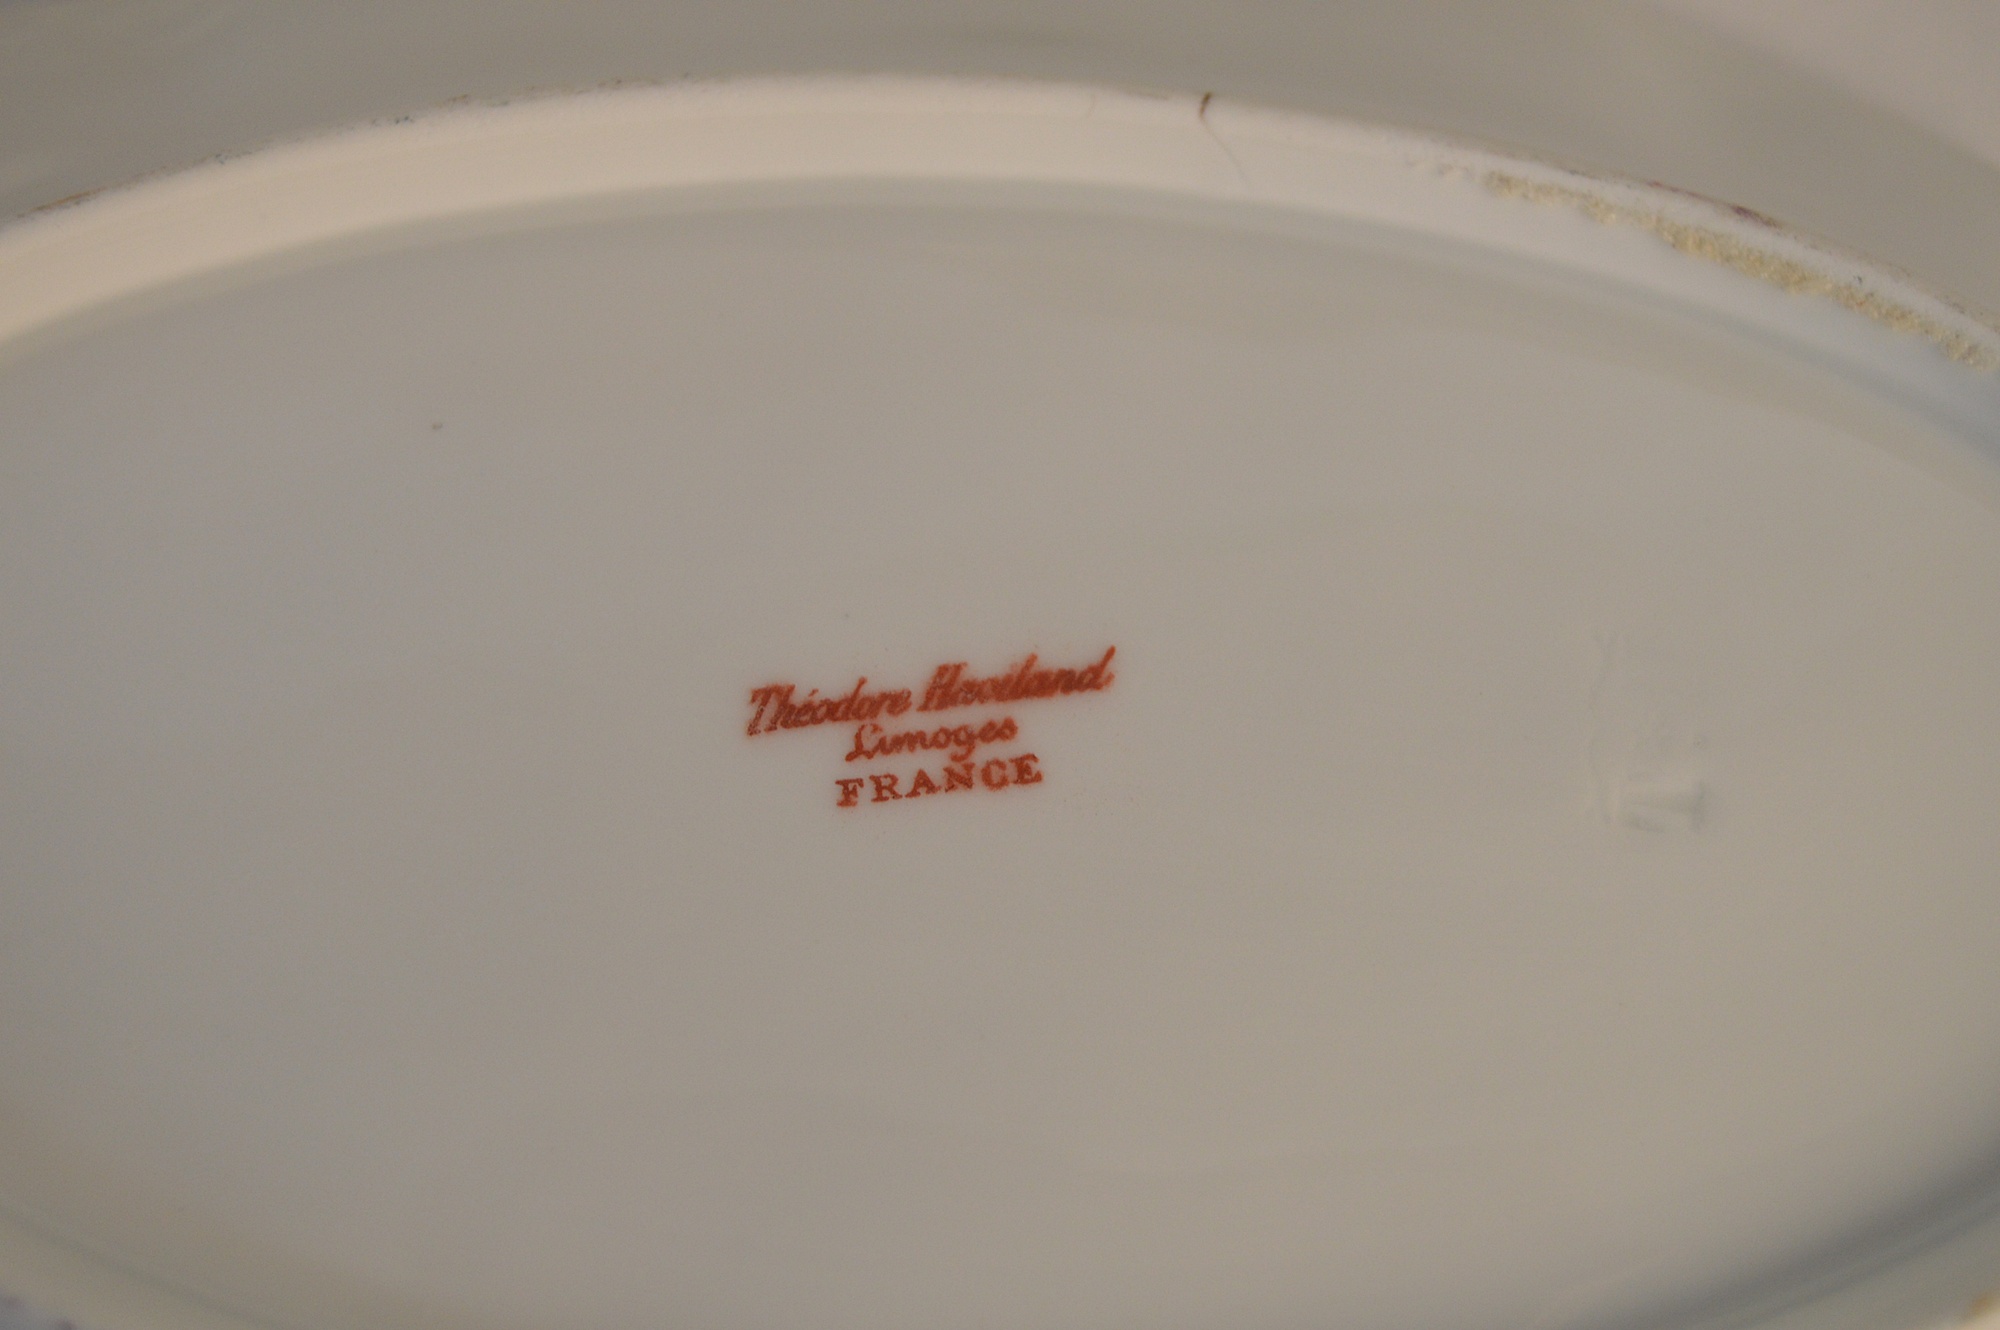 Théodore Haviland
Limoges
FRANCE